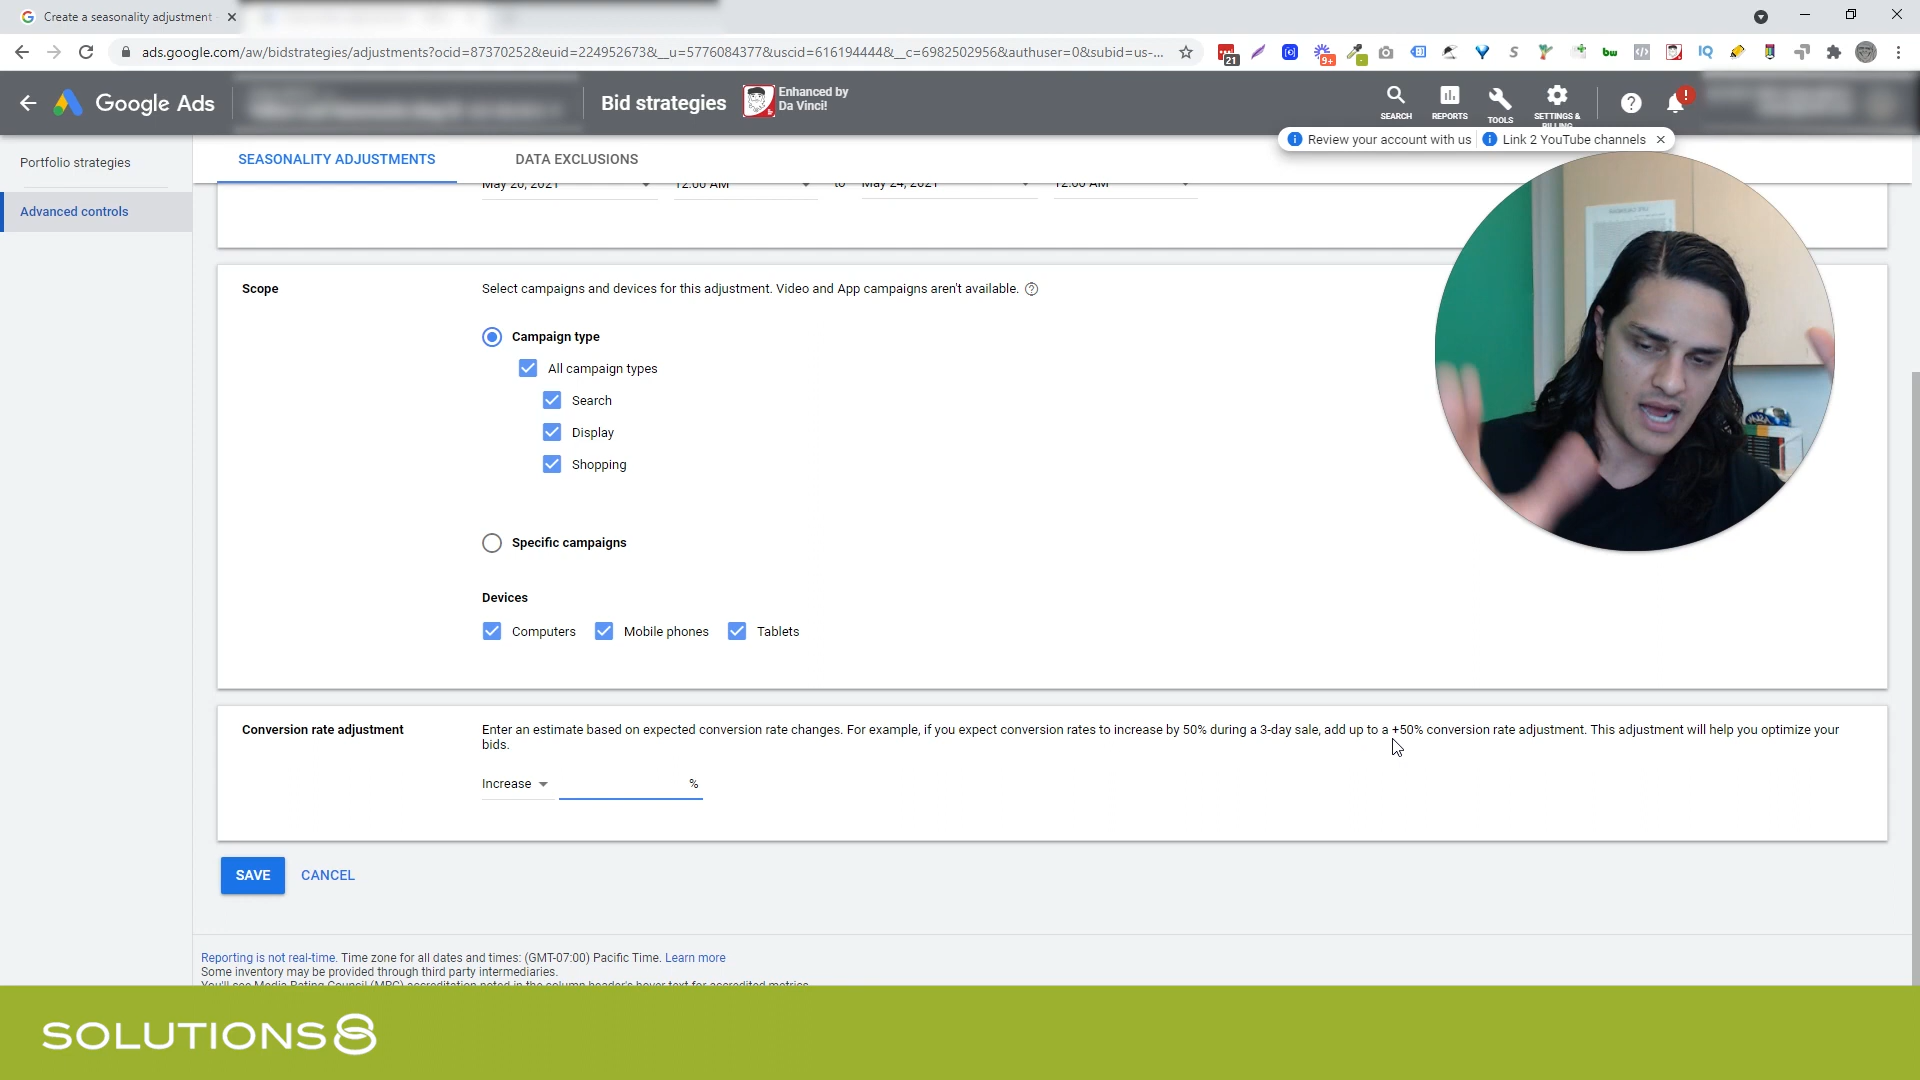 Create a seasonality adjustment
ads.google.com/aw/bidstrategies/adjustments?ocid=87370252&euid=224952673&__u=5776084377&uscid=616194444&__c=6982502956&authuser=0&subid=us-...
21
9+
bw
IQ
Google Ads
Bid strategies
Enhanced by
Da Vinci!
SEARCH
REPORTS
TOOLS
SETTINGS &
BILLING
Review your account with us
Link 2 YouTube channels
Portfolio strategies
Advanced controls
SEASONALITY ADJUSTMENTS
DATA EXCLUSIONS
May 20, 2021 12:00 AM to May 24, 2021 12:00 AM
Scope
Select campaigns and devices for this adjustment. Video and App campaigns aren't available.
Campaign type
All campaign types
Search
Display
Shopping
Specific campaigns
Devices
Computers Mobile phones Tablets
Conversion rate adjustment
Enter an estimate based on expected conversion rate changes. For example, if you expect conversion rates to increase by 50% during a 3-day sale, add up to a +50% conversion rate adjustment. This adjustment will help you optimize your
bids.
Increase %
SAVE CANCEL
Reporting is not real-time. Time zone for all dates and times: (GMT-07:00) Pacific Time. Learn more
Some inventory may be provided through third party intermediaries.
You'll see Media Rating Council (MRC) accreditation noted in the column header's hover text for accredited metrics.
SOLUTIONS8